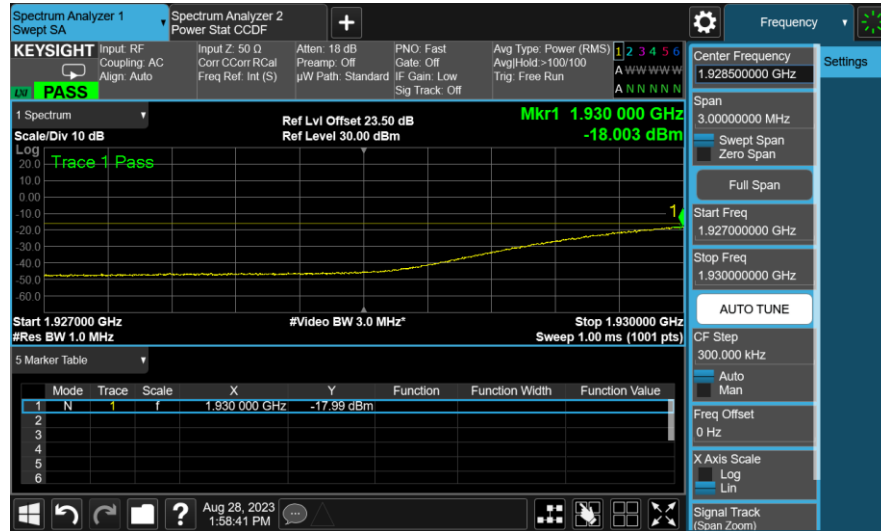 Spectrum Analyzer 1
Swept SA
Spectrum Analyzer 2
Power Stat CCDF
Frequency
KEYSIGHT
Input: RF
Coupling: AC
Align: Auto
Input Z: 50 Ω
Corr CCorr RCal
Freq Ref: Int (S)
Atten: 18 dB
Preamp: Off
µW Path: Standard
PNO: Fast
Gate: Off
IF Gain: Low
Sig Track: Off
Avg Type: Power (RMS)
Avg|Hold:>100/100
Trig: Free Run
1 2 3 4 5 6
A W W W W W
A N N N N N
LXI
PASS
1 Spectrum
Scale/Div 10 dB
Ref Lvl Offset 23.50 dB
Ref Level 30.00 dBm
Mkr1 1.930 000 GHz
-18.003 dBm
Log
Trace 1 Pass
20.0
10.0
0.00
-10.0
-20.0
-30.0
-40.0
-50.0
-60.0
1
Start 1.927000 GHz
#Res BW 1.0 MHz
#Video BW 3.0 MHz*
Stop 1.930000 GHz
Sweep 1.00 ms (1001 pts)
5 Marker Table
Mode Trace Scale X Y Function Function Width Function Value
1 N 1 f 1.930 000 GHz -17.99 dBm
2
3
4
5
6
Aug 28, 2023
1:58:41 PM
Center Frequency
1.928500000 GHz
Settings
Span
3.00000000 MHz
Swept Span
Zero Span
Full Span
Start Freq
1.927000000 GHz
Stop Freq
1.930000000 GHz
AUTO TUNE
CF Step
300.000 kHz
Auto
Man
Freq Offset
0 Hz
X Axis Scale
Log
Lin
Signal Track
(Span Zoom)